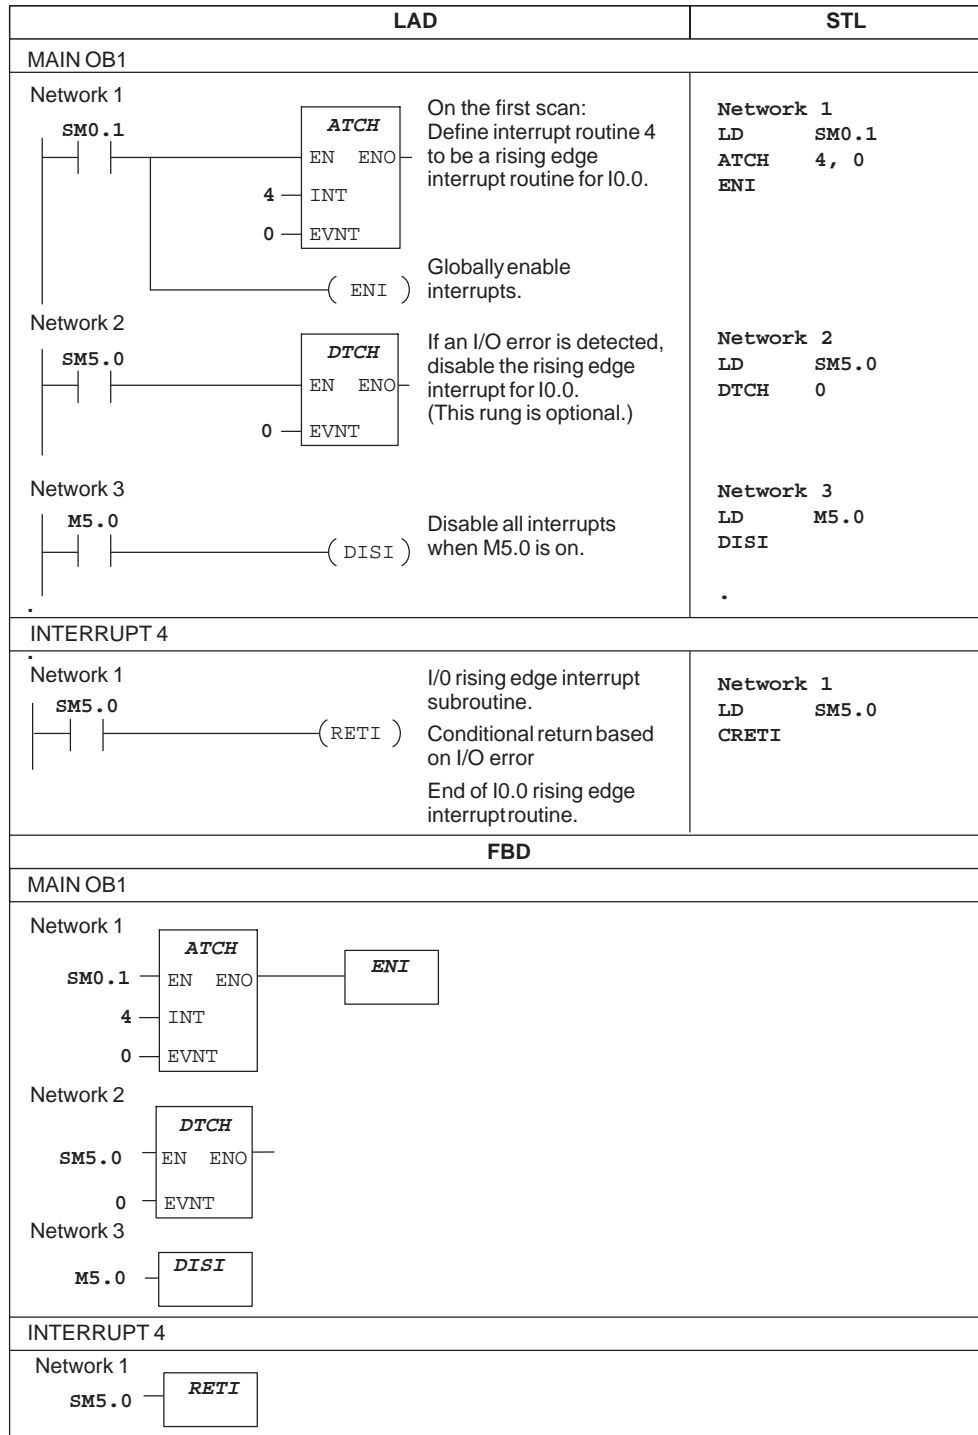 LAD STL
MAIN OB1
Network 1
SM0.1
ATCH
EN ENO
4 INT
0 EVNT
ENI
On the first scan:
Define interrupt routine 4
to be a rising edge
interrupt routine for I0.0.
Globally enable
interrupts.
Network 1
LD SM0.1
ATCH 4, 0
ENI
Network 2
SM5.0
DTCH
EN ENO
0 EVNT
If an I/O error is detected,
disable the rising edge
interrupt for I0.0.
(This rung is optional.)
Network 2
LD SM5.0
DTCH 0
Network 3
M5.0
DISI
Disable all interrupts
when M5.0 is on.
Network 3
LD M5.0
DISI
.
.
INTERRUPT 4
.
Network 1
SM5.0
RETI
I/0 rising edge interrupt
subroutine.
Conditional return based
on I/O error
End of I0.0 rising edge
interrupt routine.
Network 1
LD SM5.0
CRETI
FBD
MAIN OB1
Network 1
ATCH
SM0.1 EN ENO
4 INT
0 EVNT
ENI
Network 2
DTCH
SM5.0 EN ENO
0 EVNT
Network 3
M5.0 DISI
INTERRUPT 4
Network 1
SM5.0 RETI